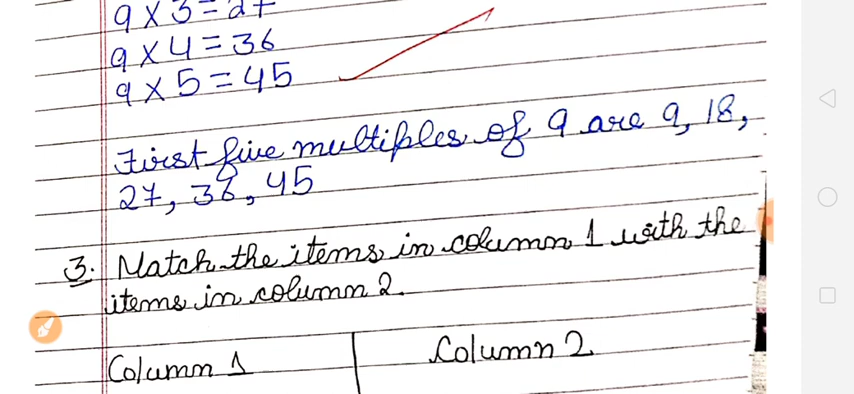 9 X 3 = 27
9 X 4 = 36
9 X 5 = 45
First five multiples of 9 are 9, 18,
27, 36, 45
3. Match the items in column 1 with the
items in column 2.
Column 1
Column 2